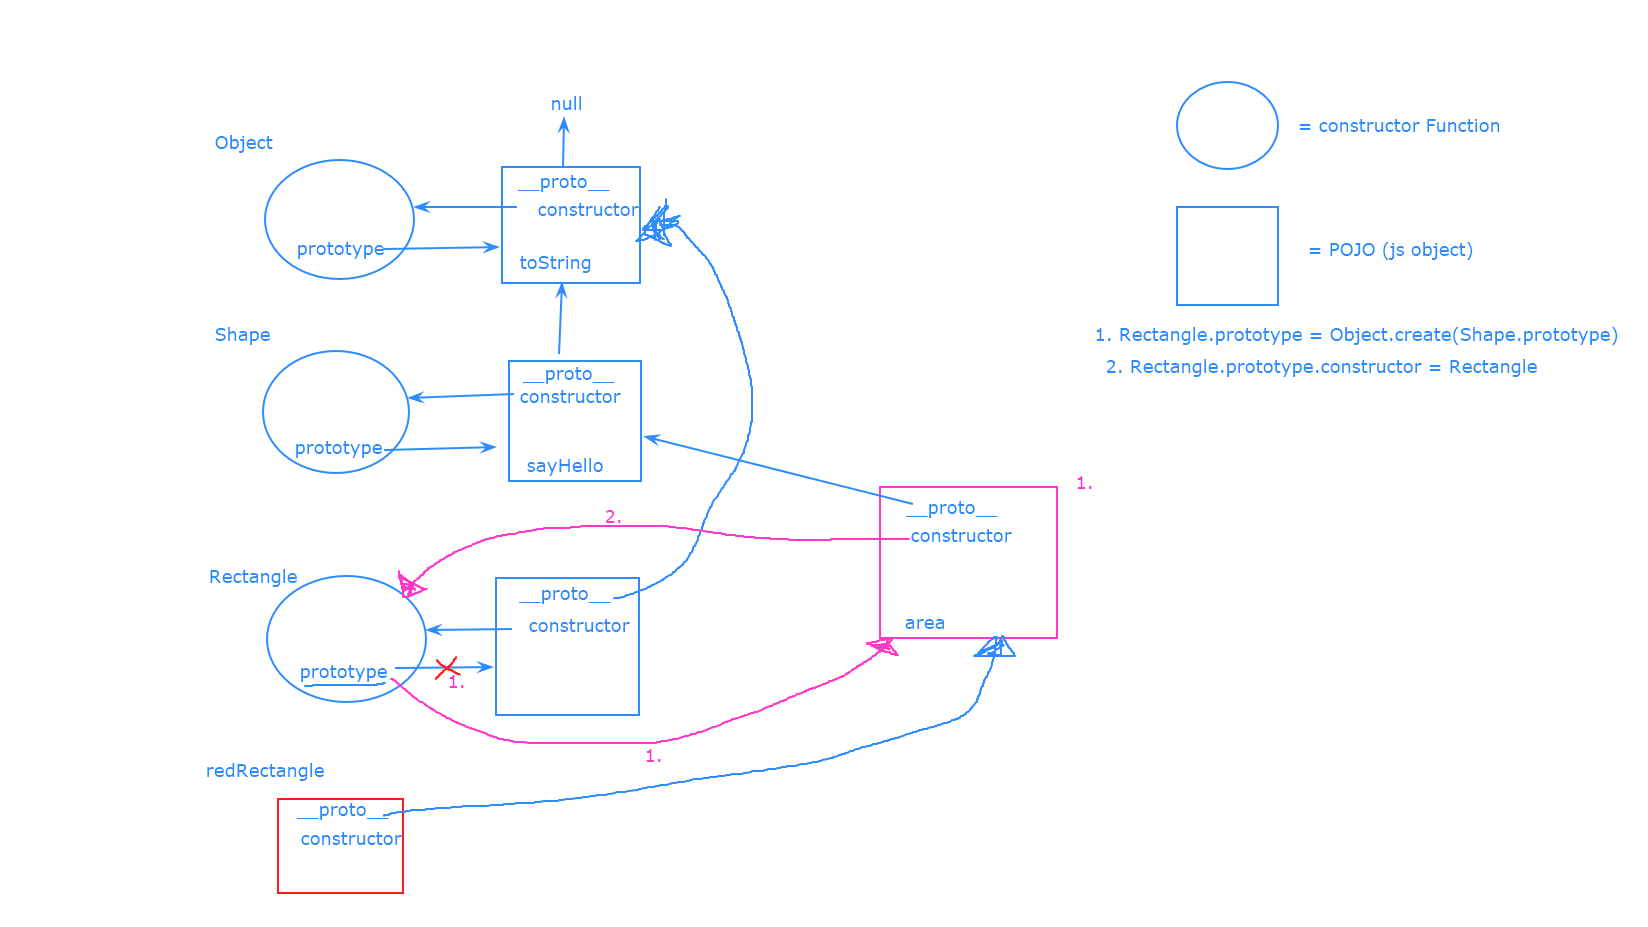 null
Object
__proto__
constructor
prototype
toString
= constructor Function
= POJO (js object)
1. Rectangle.prototype = Object.create(Shape.prototype)
2. Rectangle.prototype.constructor = Rectangle
Shape
__proto__
constructor
prototype
sayHello
1.
__proto__
constructor
area
2.
Rectangle
__proto__
constructor
prototype
1.
1.
redRectangle
__proto__
constructor